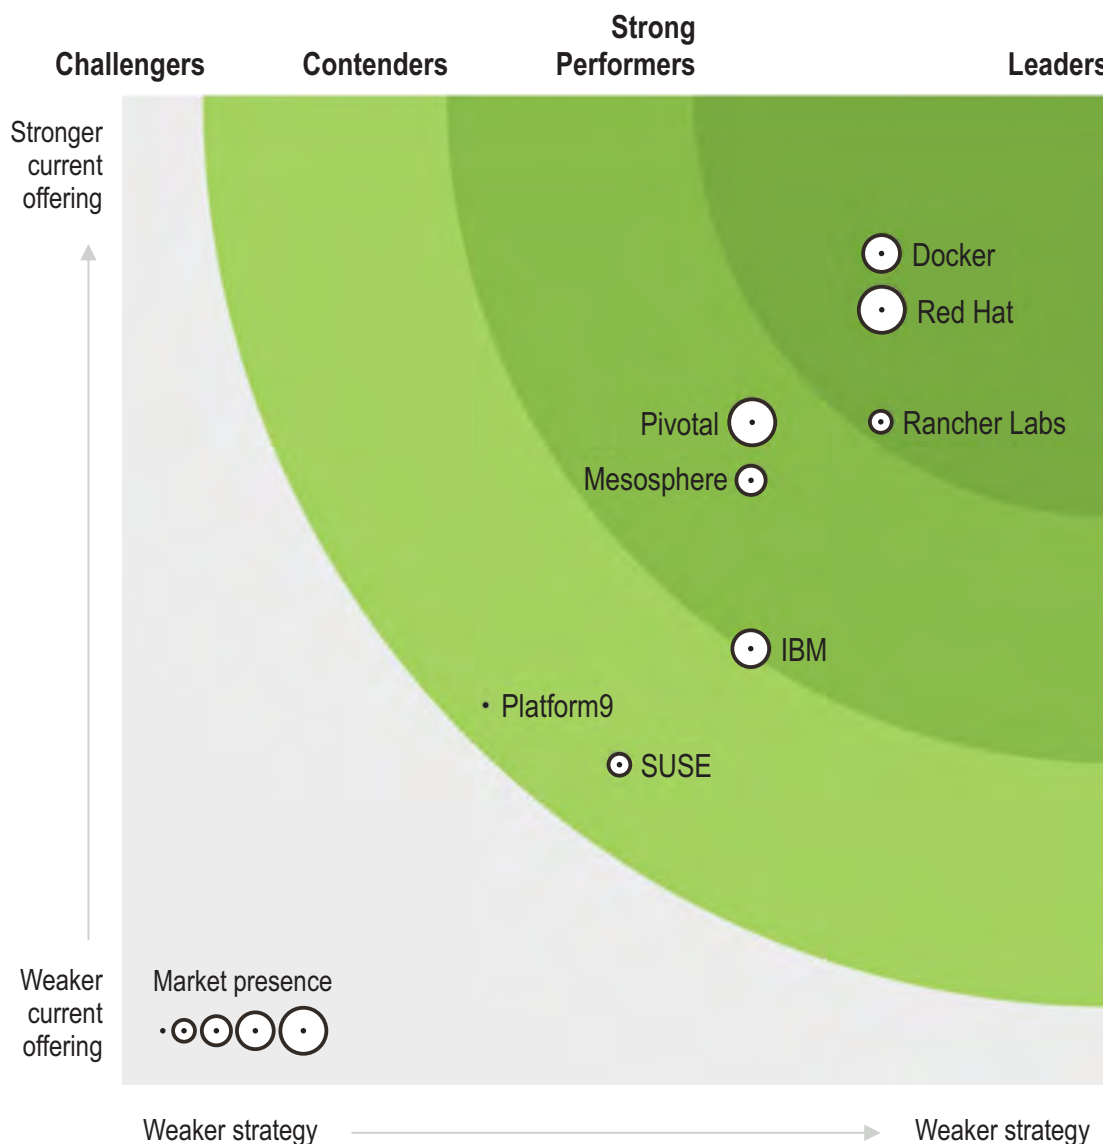 Challengers
Contenders
Strong
Performers
Leaders
Stronger
current
offering
Docker
Red Hat
Pivotal
Rancher Labs
Mesosphere
IBM
Platform9
SUSE
Weaker
current
offering
Market presence
Weaker strategy
Weaker strategy